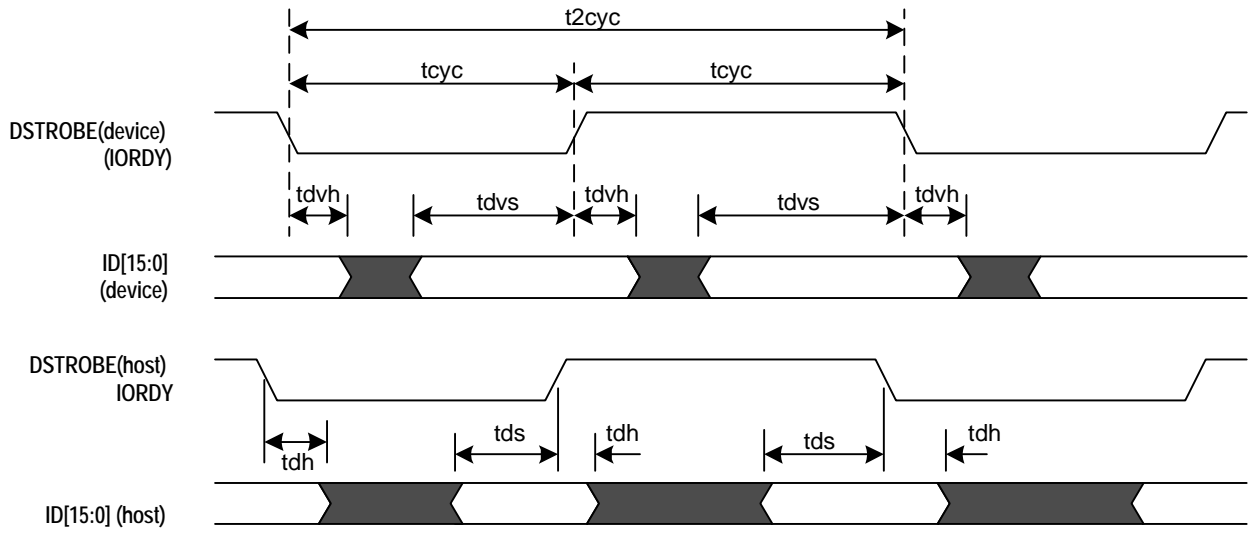 t2cyc
tcyc tcyc
DSTROBE(device)
(IORDY)
tdvh tdvs tdvh tdvs tdvh
ID[15:0]
(device)
DSTROBE(host)
IORDY
tdh tds tdh tds tdh
ID[15:0] (host)